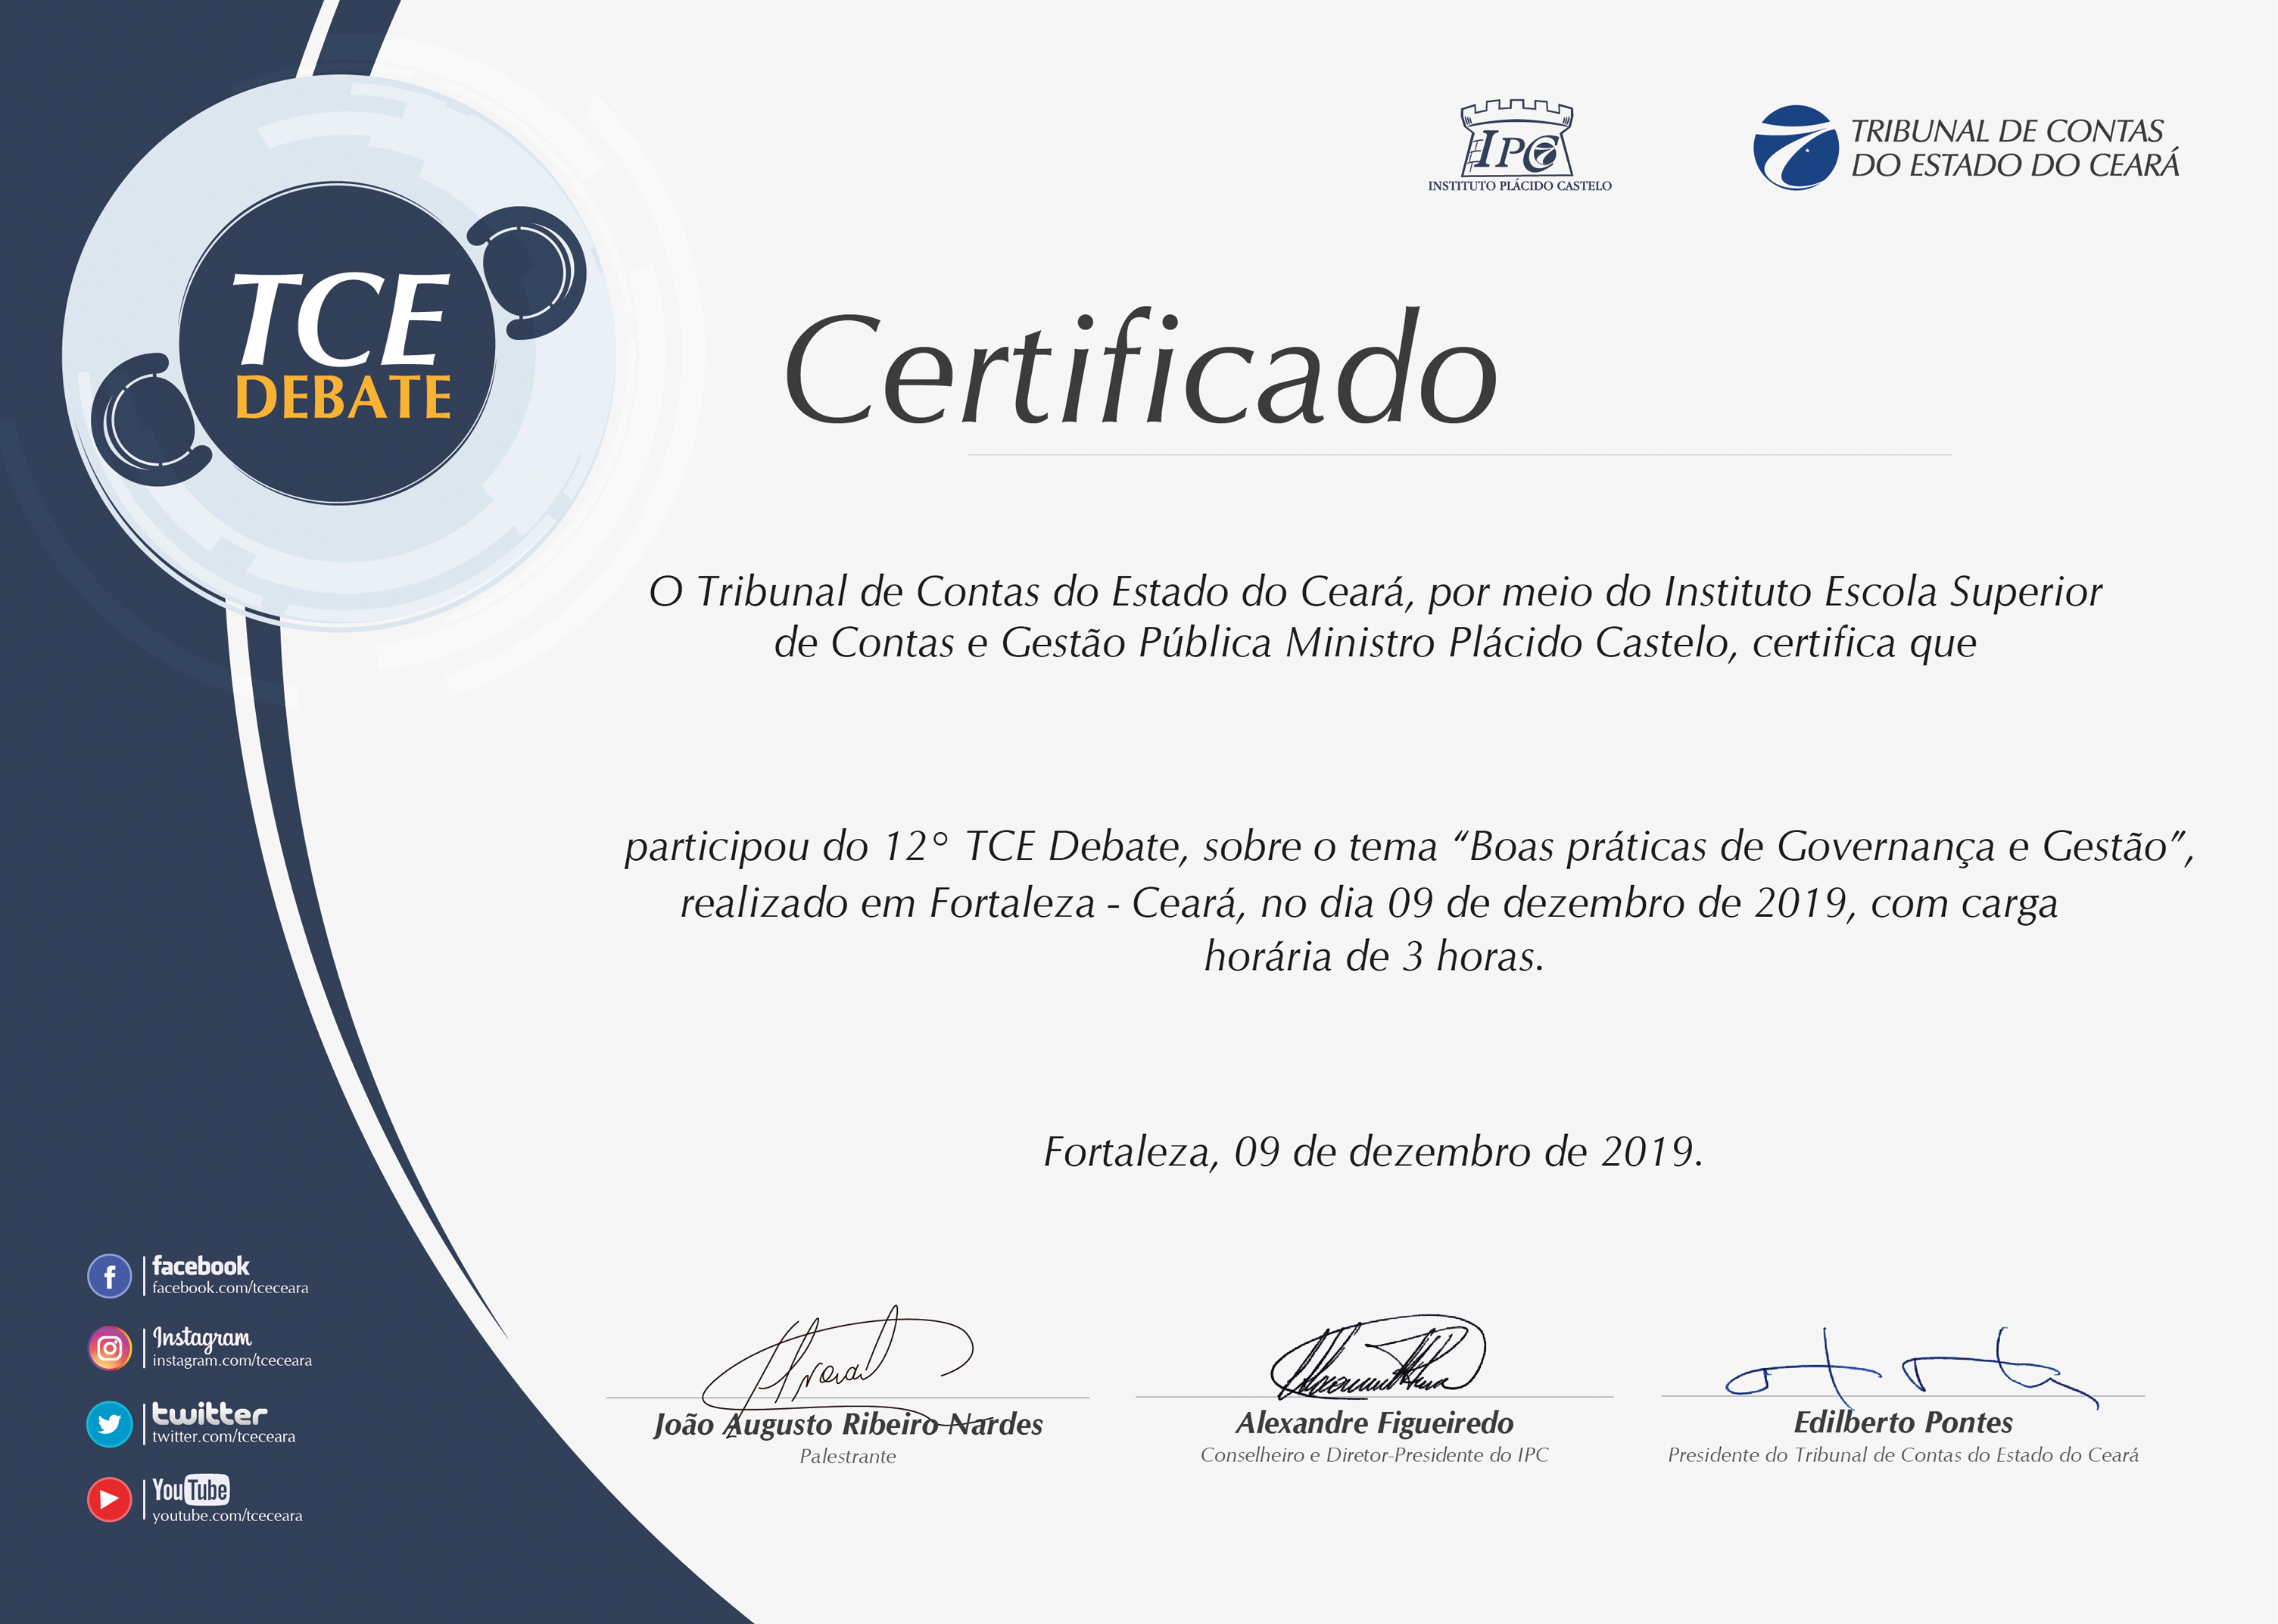 TCE
DEBATE
IPC
INSTITUTO PLÁCIDO CASTELO
TRIBUNAL DE CONTAS
DO ESTADO DO CEARÁ
Certificado
O Tribunal de Contas do Estado do Ceará, por meio do Instituto Escola Superior
de Contas e Gestão Pública Ministro Plácido Castelo, certifica que
participou do 12° TCE Debate, sobre o tema “Boas práticas de Governança e Gestão”,
realizado em Fortaleza - Ceará, no dia 09 de dezembro de 2019, com carga
horária de 3 horas.
Fortaleza, 09 de dezembro de 2019.
João Augusto Ribeiro Nardes
Palestrante
Alexandre Figueiredo
Conselheiro e Diretor-Presidente do IPC
Edilberto Pontes
Presidente do Tribunal de Contas do Estado do Ceará
facebook
facebook.com/tceceara
Instagram
instagram.com/tceceara
twitter
twitter.com/tceceara
YouTube
youtube.com/tceceara